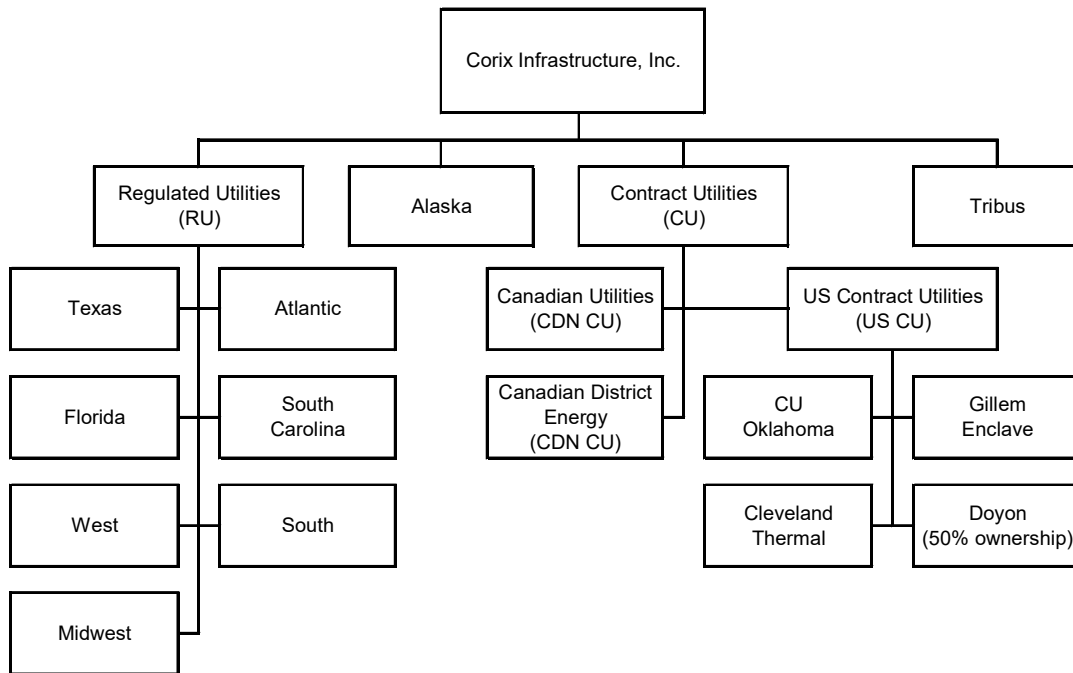 Corix Infrastructure, Inc.
Regulated Utilities
(RU)
Alaska
Contract Utilities
(CU)
Tribus
Texas
Atlantic
Canadian Utilities
(CDN CU)
US Contract Utilities
(US CU)
Florida
South
Carolina
Canadian District
Energy
(CDN CU)
CU
Oklahoma
Gillem
Enclave
West
South
Cleveland
Thermal
Doyon
(50% ownership)
Midwest